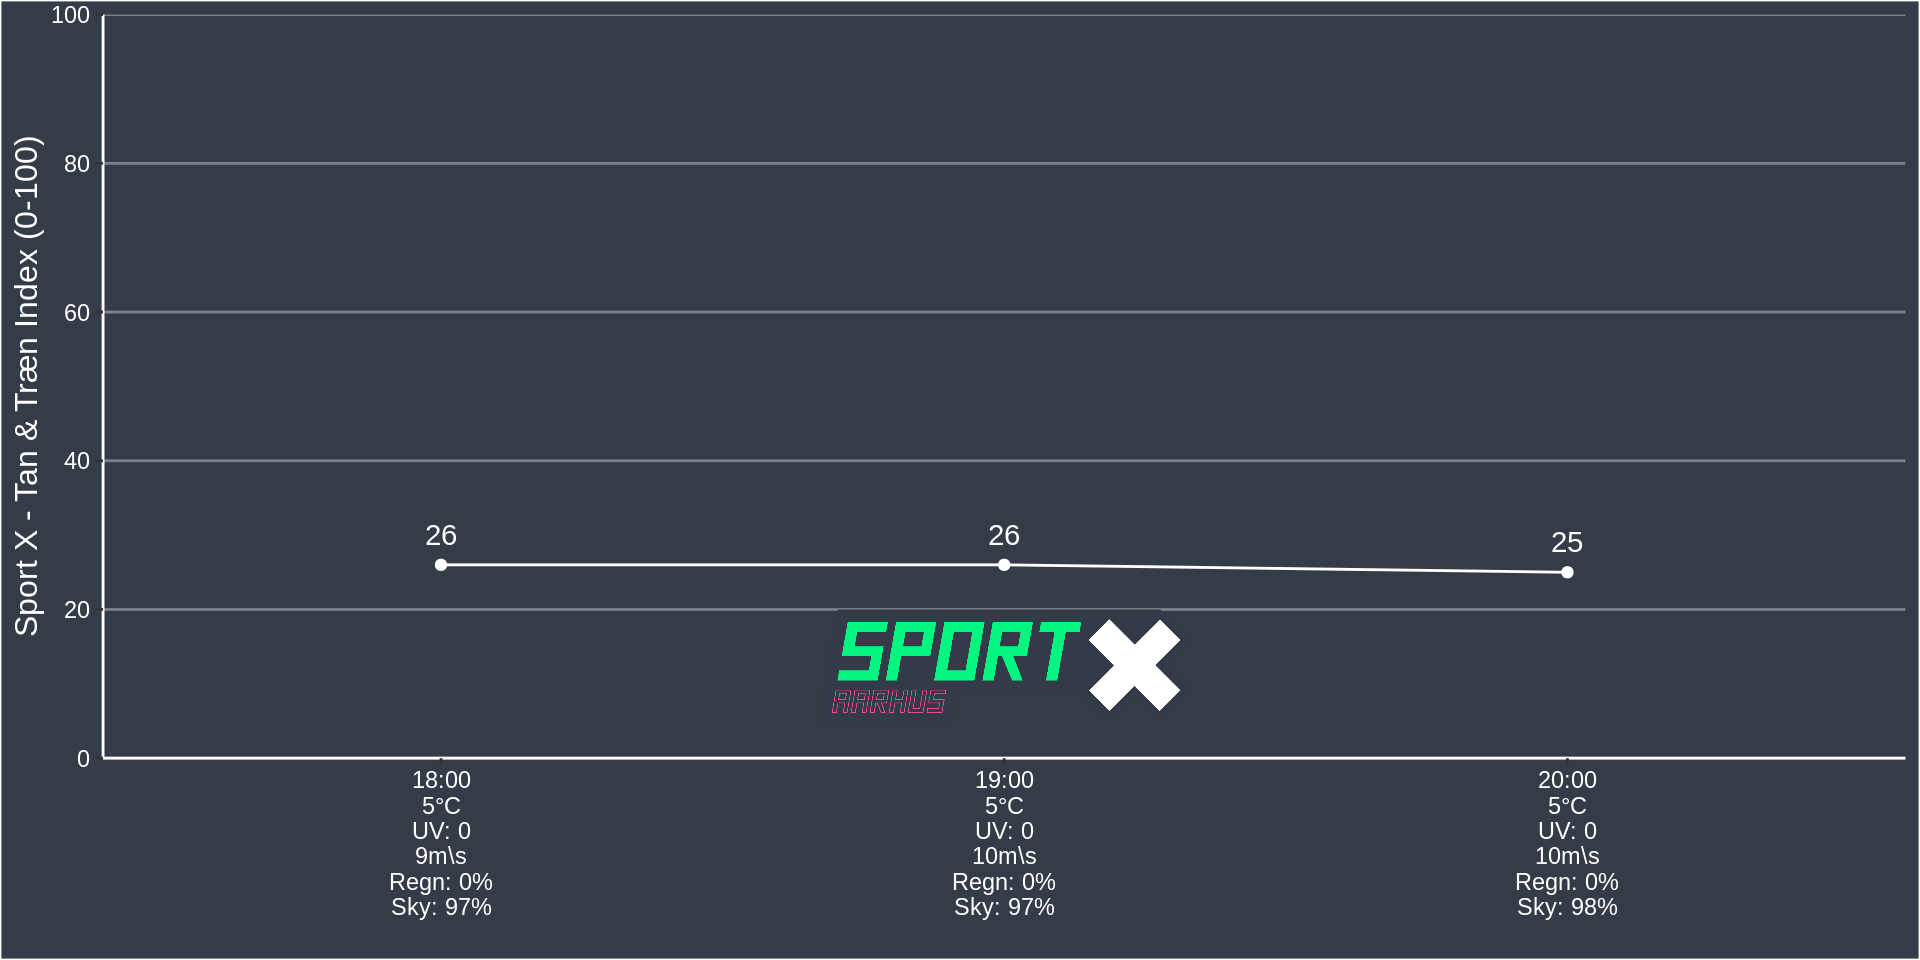 Sport X - Tan & Træn Index (0-100)
100
80
60
40
20
0
26
26
25
SPORT X
AARHUS
18:00
5°C
UV: 0
9m\s
Regn: 0%
Sky: 97%
19:00
5°C
UV: 0
10m\s
Regn: 0%
Sky: 97%
20:00
5°C
UV: 0
10m\s
Regn: 0%
Sky: 98%